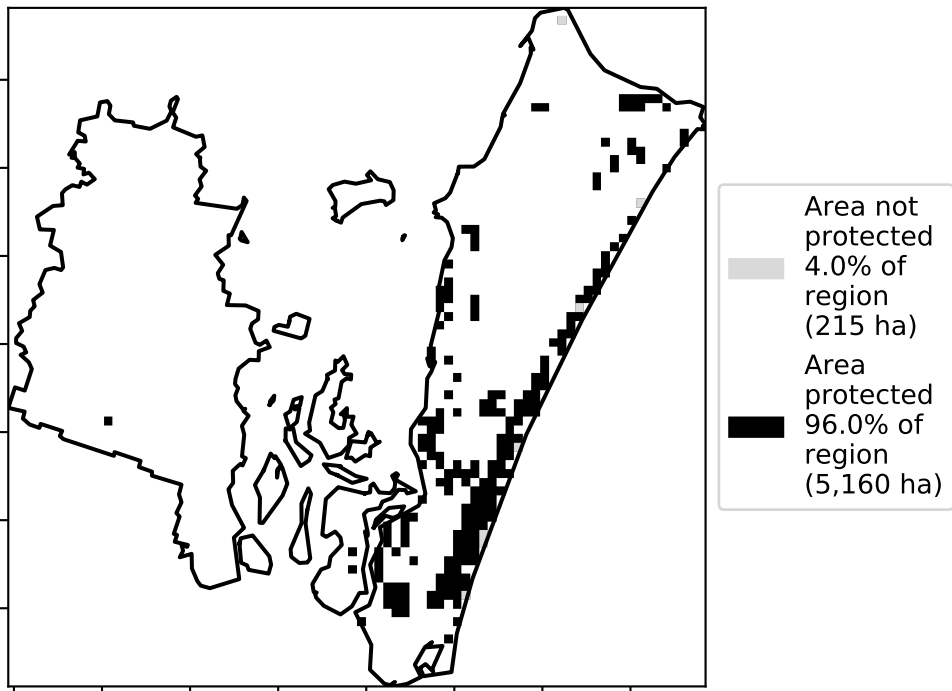 Area not
protected
4.0% of
region
(215 ha)
Area
protected
96.0% of
region
(5,160 ha)